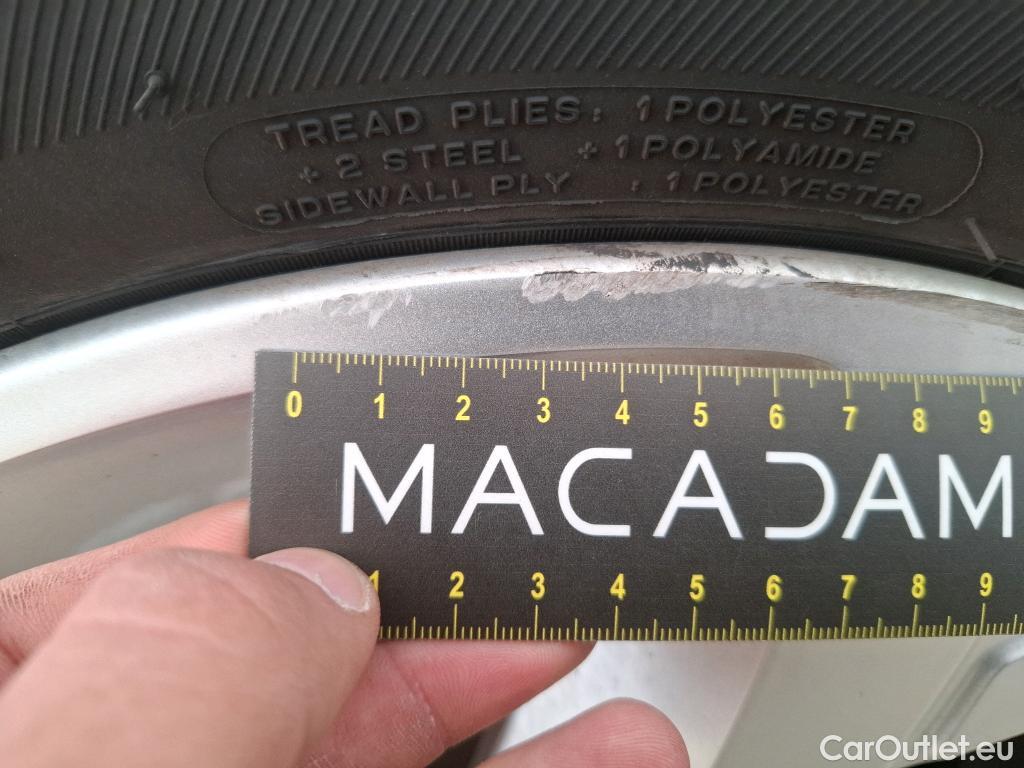 TREAD PLIES: 1 POLYESTER
+ 2 STEEL + 1 POLYAMIDE
SIDEWALL PLY : 1 POLYESTER
0 1 2 3 4 5 6 7 8 9
MACADAM
1 2 3 4 5 6 7 8 9
CarOutlet.eu